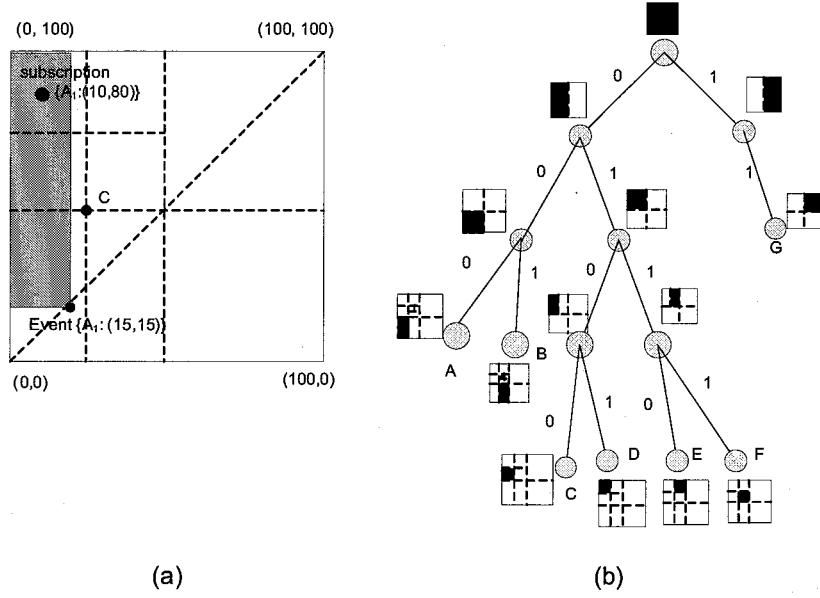 (0, 100)
(100, 100)
subscription
{A1:(10,80)}
C
Event {A1: (15,15)}
(0,0)
(100,0)
(a)
0
1
0
1
1
G
0
1
0
1
A
B
0
1
0
1
C
D
E
F
(b)